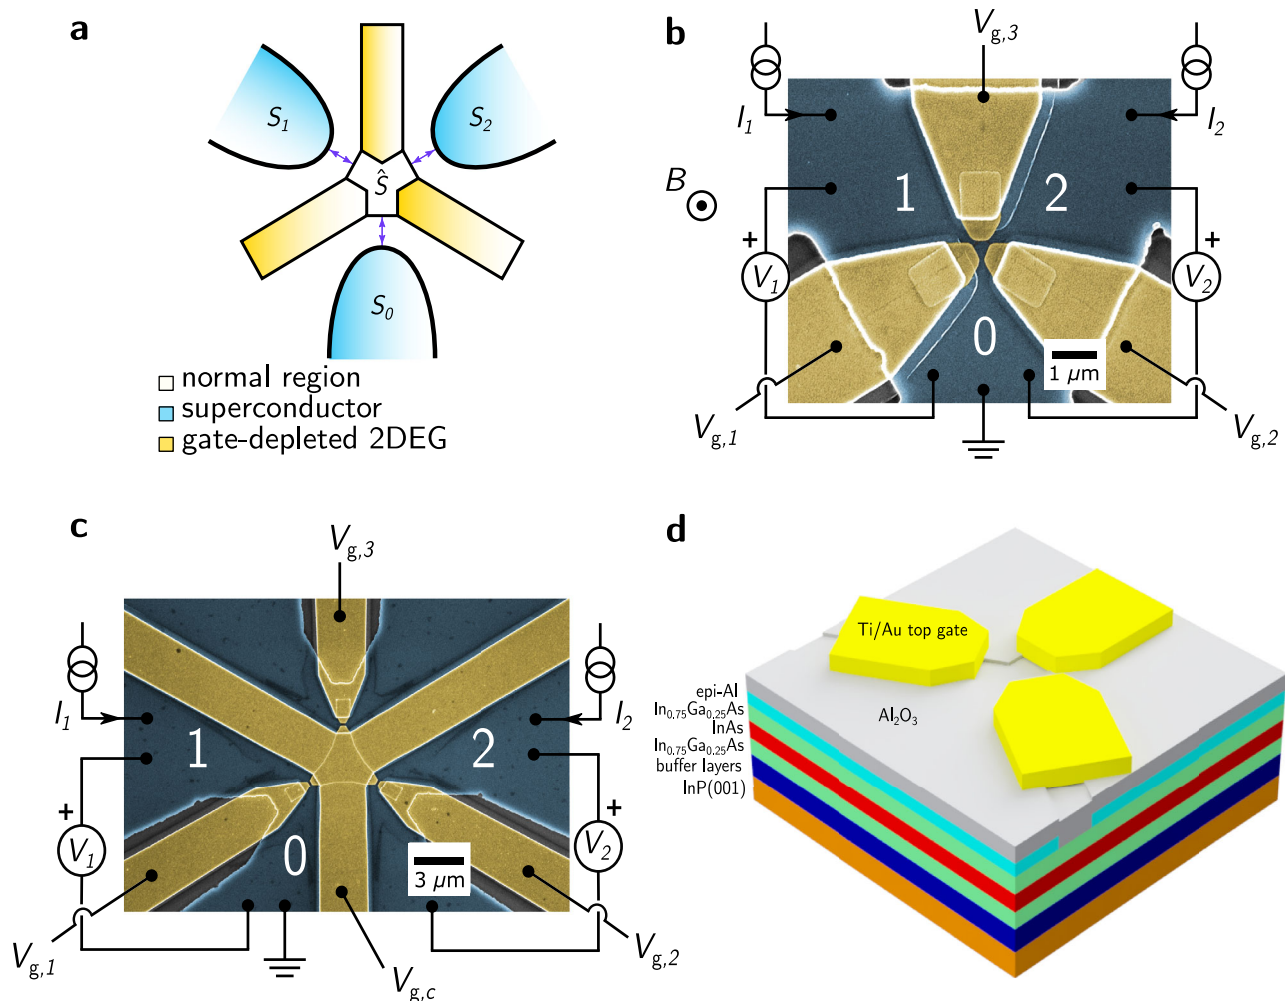 a
S1
S2
Ŝ
S0
normal region
superconductor
gate-depleted 2DEG
b
Vg,3
I1
I2
B
1
2
+
+
V1
V2
0
1 μm
Vg,1
Vg,2
c
Vg,3
I1
I2
1
2
+
+
V1
V2
0
3 μm
Vg,1
Vg,2
Vg,c
d
Ti/Au top gate
epi-Al
In0.75Ga0.25As
InAs
In0.75Ga0.25As
buffer layers
InP(001)
Al2O3